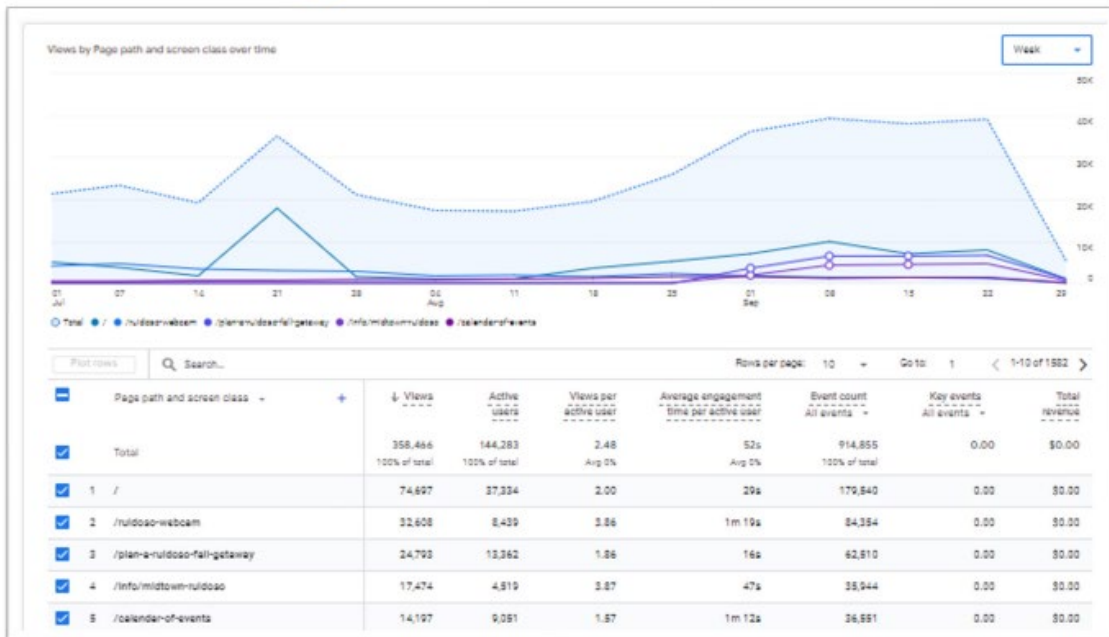 Views by Page path and screen class over time
Week
50K
40K
30K
20K
10K
0
01 07 14 21 28 04 11 18 25 01 08 15 22 29
Jul Aug Sep
Total / /ruidoso-webcam /plan-a-ruidoso-fall-getaway /info/midtown-ruidoso /calender-of-events
Plot rows Search... Rows per page: 10 Go to: 1 1-10 of 1582
Page path and screen class + Views Active users Views per active user Average engagement time per active user Event count All events Key events All events Total revenue
Total 358,466 144,283 2.48 52s 914,855 0.00 $0.00
100% of total 100% of total Avg 0% Avg 0% 100% of total
1 / 74,697 37,334 2.00 29s 179,540 0.00 $0.00
2 /ruidoso-webcam 32,608 8,439 3.86 1m 19s 84,354 0.00 $0.00
3 /plan-a-ruidoso-fall-getaway 24,793 13,362 1.86 16s 62,510 0.00 $0.00
4 /info/midtown-ruidoso 17,474 4,519 3.87 47s 35,944 0.00 $0.00
5 /calender-of-events 14,197 9,051 1.57 1m 12s 36,551 0.00 $0.00